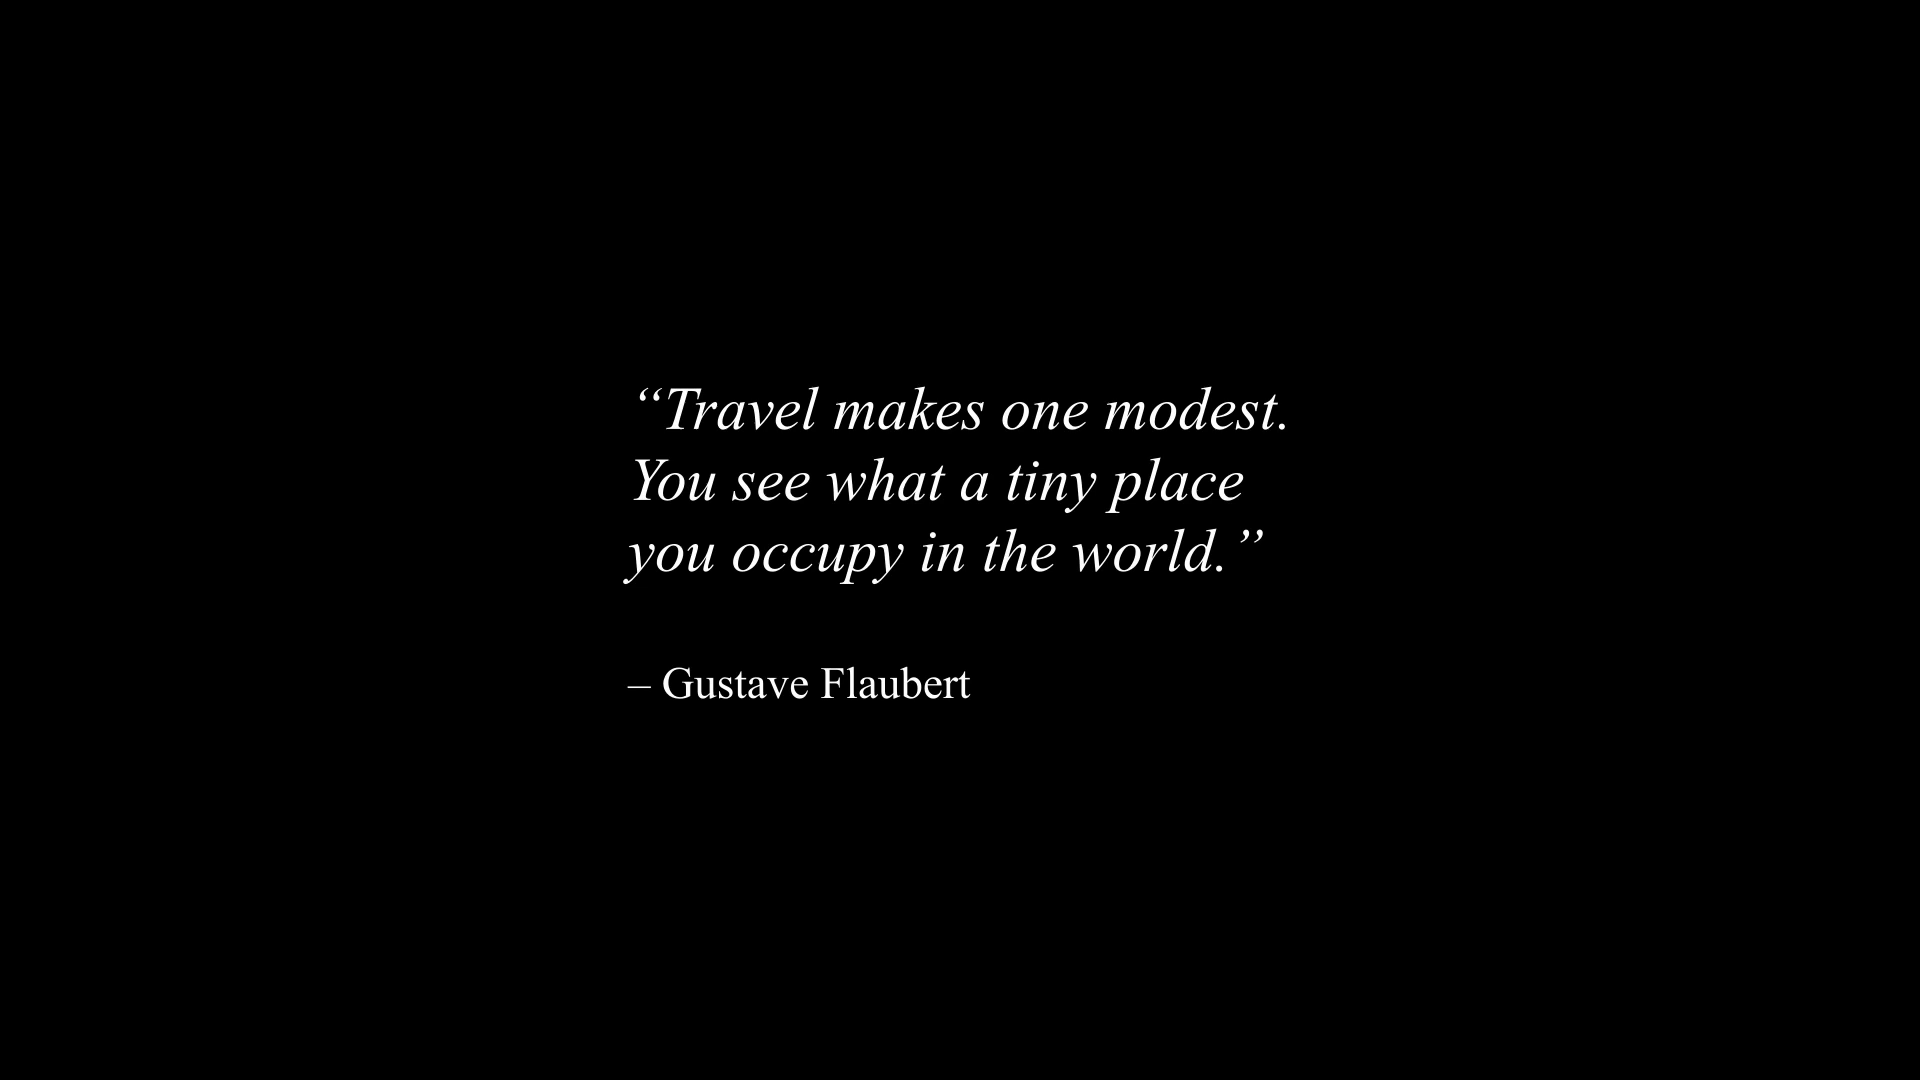 “Travel makes one modest.
You see what a tiny place
you occupy in the world.”
– Gustave Flaubert